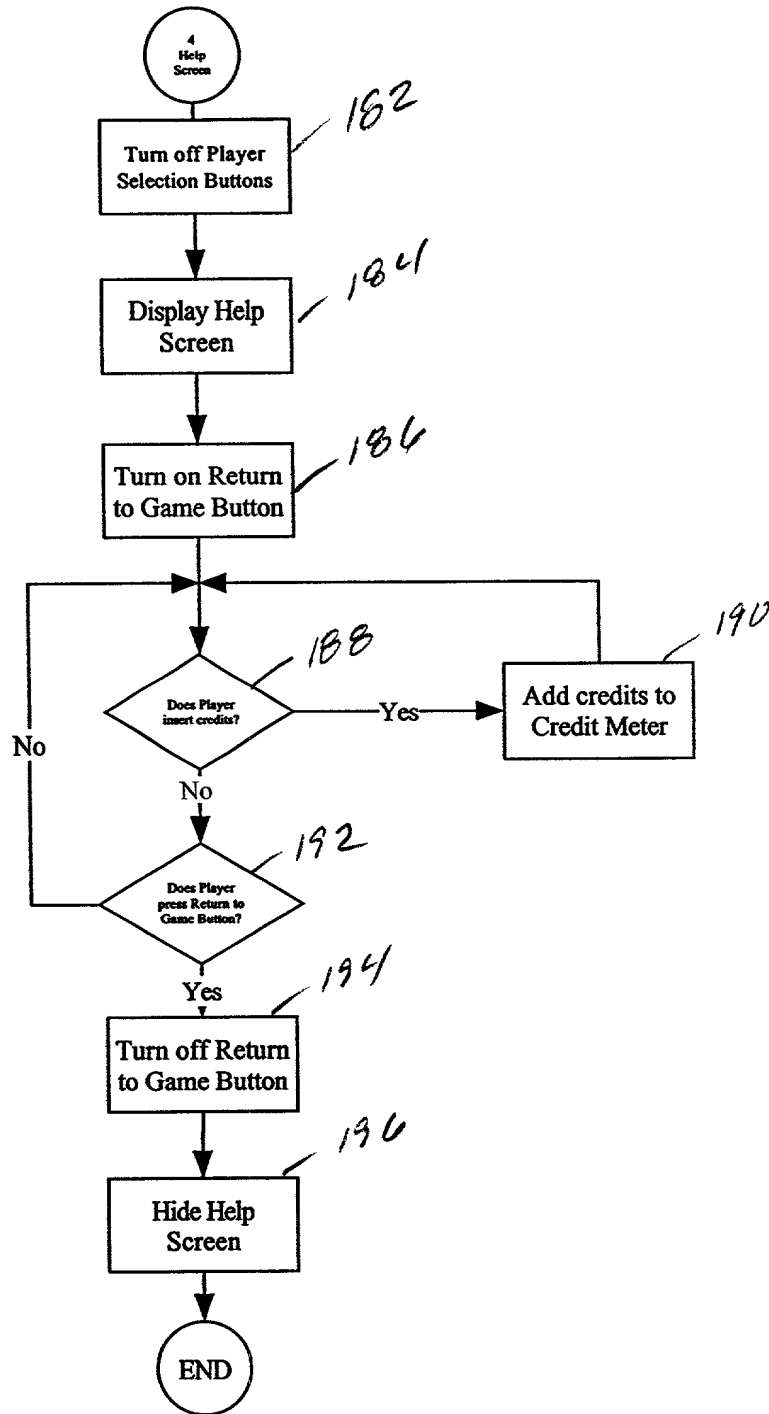 4
Help
Screen
182
Turn off Player
Selection Buttons
184
Display Help
Screen
186
Turn on Return
to Game Button
188
190
Does Player
insert credits?
Yes
Add credits to
Credit Meter
No
No
192
Does Player
press Return to
Game Button?
Yes
194
Turn off Return
to Game Button
196
Hide Help
Screen
END